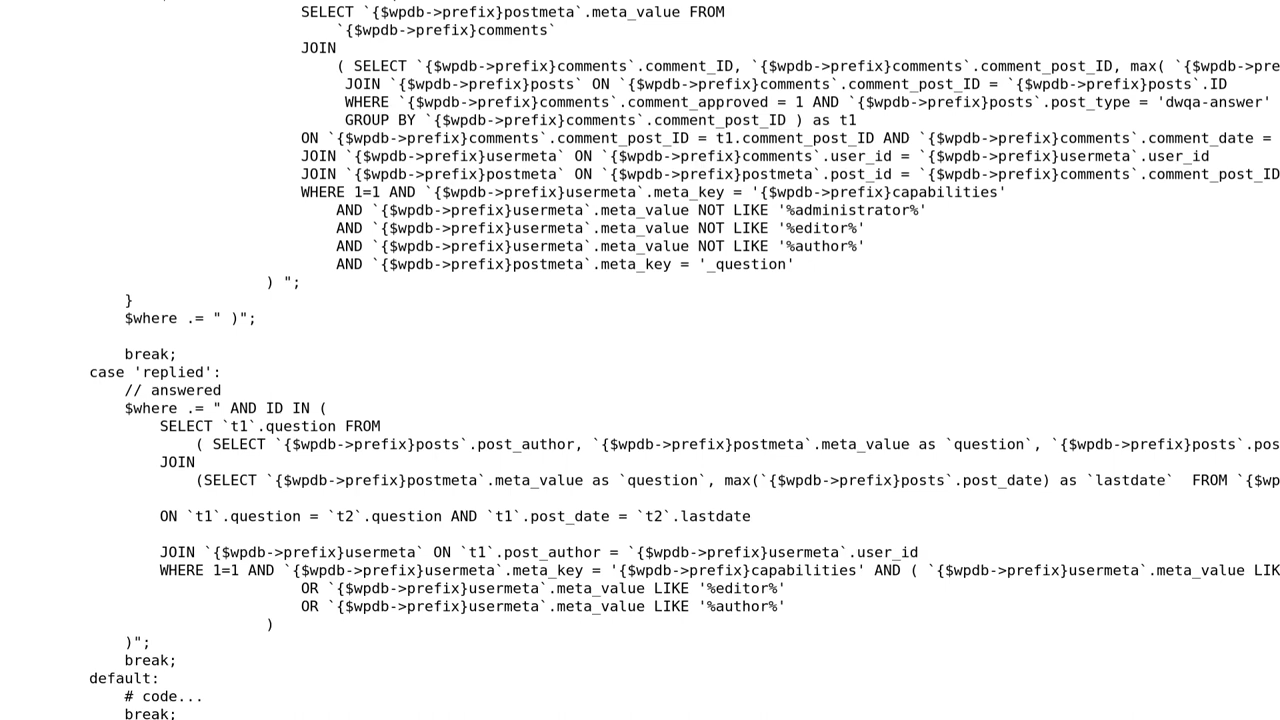 SELECT `{$wpdb->prefix}postmeta`.meta_value FROM
`{$wpdb->prefix}comments`
JOIN
( SELECT `{$wpdb->prefix}comments`.comment_ID, `{$wpdb->prefix}comments`.comment_post_ID, max( `{$wpdb->pre
JOIN `{$wpdb->prefix}posts` ON `{$wpdb->prefix}comments`.comment_post_ID = `{$wpdb->prefix}posts`.ID
WHERE `{$wpdb->prefix}comments`.comment_approved = 1 AND `{$wpdb->prefix}posts`.post_type = 'dwqa-answer'
GROUP BY `{$wpdb->prefix}comments`.comment_post_ID ) as t1
ON `{$wpdb->prefix}comments`.comment_post_ID = t1.comment_post_ID AND `{$wpdb->prefix}comments`.comment_date =
JOIN `{$wpdb->prefix}usermeta` ON `{$wpdb->prefix}comments`.user_id = `{$wpdb->prefix}usermeta`.user_id
JOIN `{$wpdb->prefix}postmeta` ON `{$wpdb->prefix}postmeta`.post_id = `{$wpdb->prefix}comments`.comment_post_ID
WHERE 1=1 AND `{$wpdb->prefix}usermeta`.meta_key = '{$wpdb->prefix}capabilities'
AND `{$wpdb->prefix}usermeta`.meta_value NOT LIKE '%administrator%'
AND `{$wpdb->prefix}usermeta`.meta_value NOT LIKE '%editor%'
AND `{$wpdb->prefix}usermeta`.meta_value NOT LIKE '%author%'
AND `{$wpdb->prefix}postmeta`.meta_key = '_question'
) ";
}
$where .= " )";
break;
case 'replied':
// answered
$where .= " AND ID IN (
SELECT `t1`.question FROM
( SELECT `{$wpdb->prefix}posts`.post_author, `{$wpdb->prefix}postmeta`.meta_value as `question`, `{$wpdb->prefix}posts`.pos
JOIN
(SELECT `{$wpdb->prefix}postmeta`.meta_value as `question`, max(`{$wpdb->prefix}posts`.post_date) as `lastdate`  FROM `{$wp
ON `t1`.question = `t2`.question AND `t1`.post_date = `t2`.lastdate
JOIN `{$wpdb->prefix}usermeta` ON `t1`.post_author = `{$wpdb->prefix}usermeta`.user_id
WHERE 1=1 AND `{$wpdb->prefix}usermeta`.meta_key = '{$wpdb->prefix}capabilities' AND ( `{$wpdb->prefix}usermeta`.meta_value LIK
OR `{$wpdb->prefix}usermeta`.meta_value LIKE '%editor%'
OR `{$wpdb->prefix}usermeta`.meta_value LIKE '%author%'
)
)";
break;
default:
# code...
break;